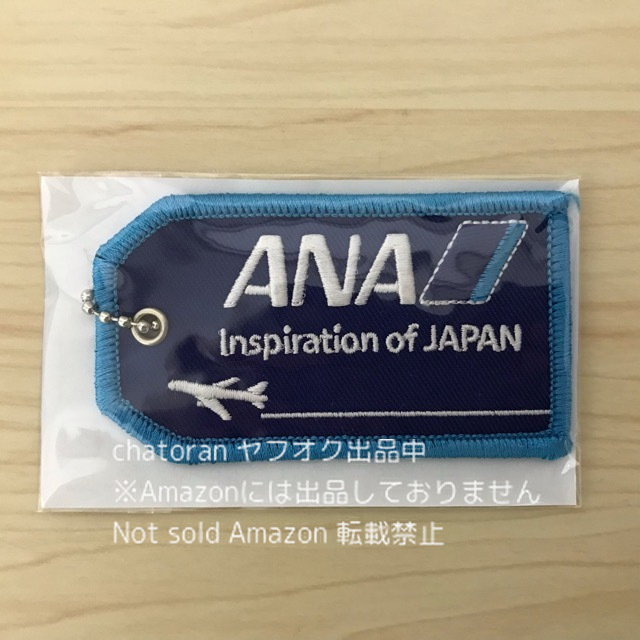 ANA
Inspiration of JAPAN
chatoran ヤフオク出品中
※Amazonには出品しておりません
Not sold Amazon 転載禁止